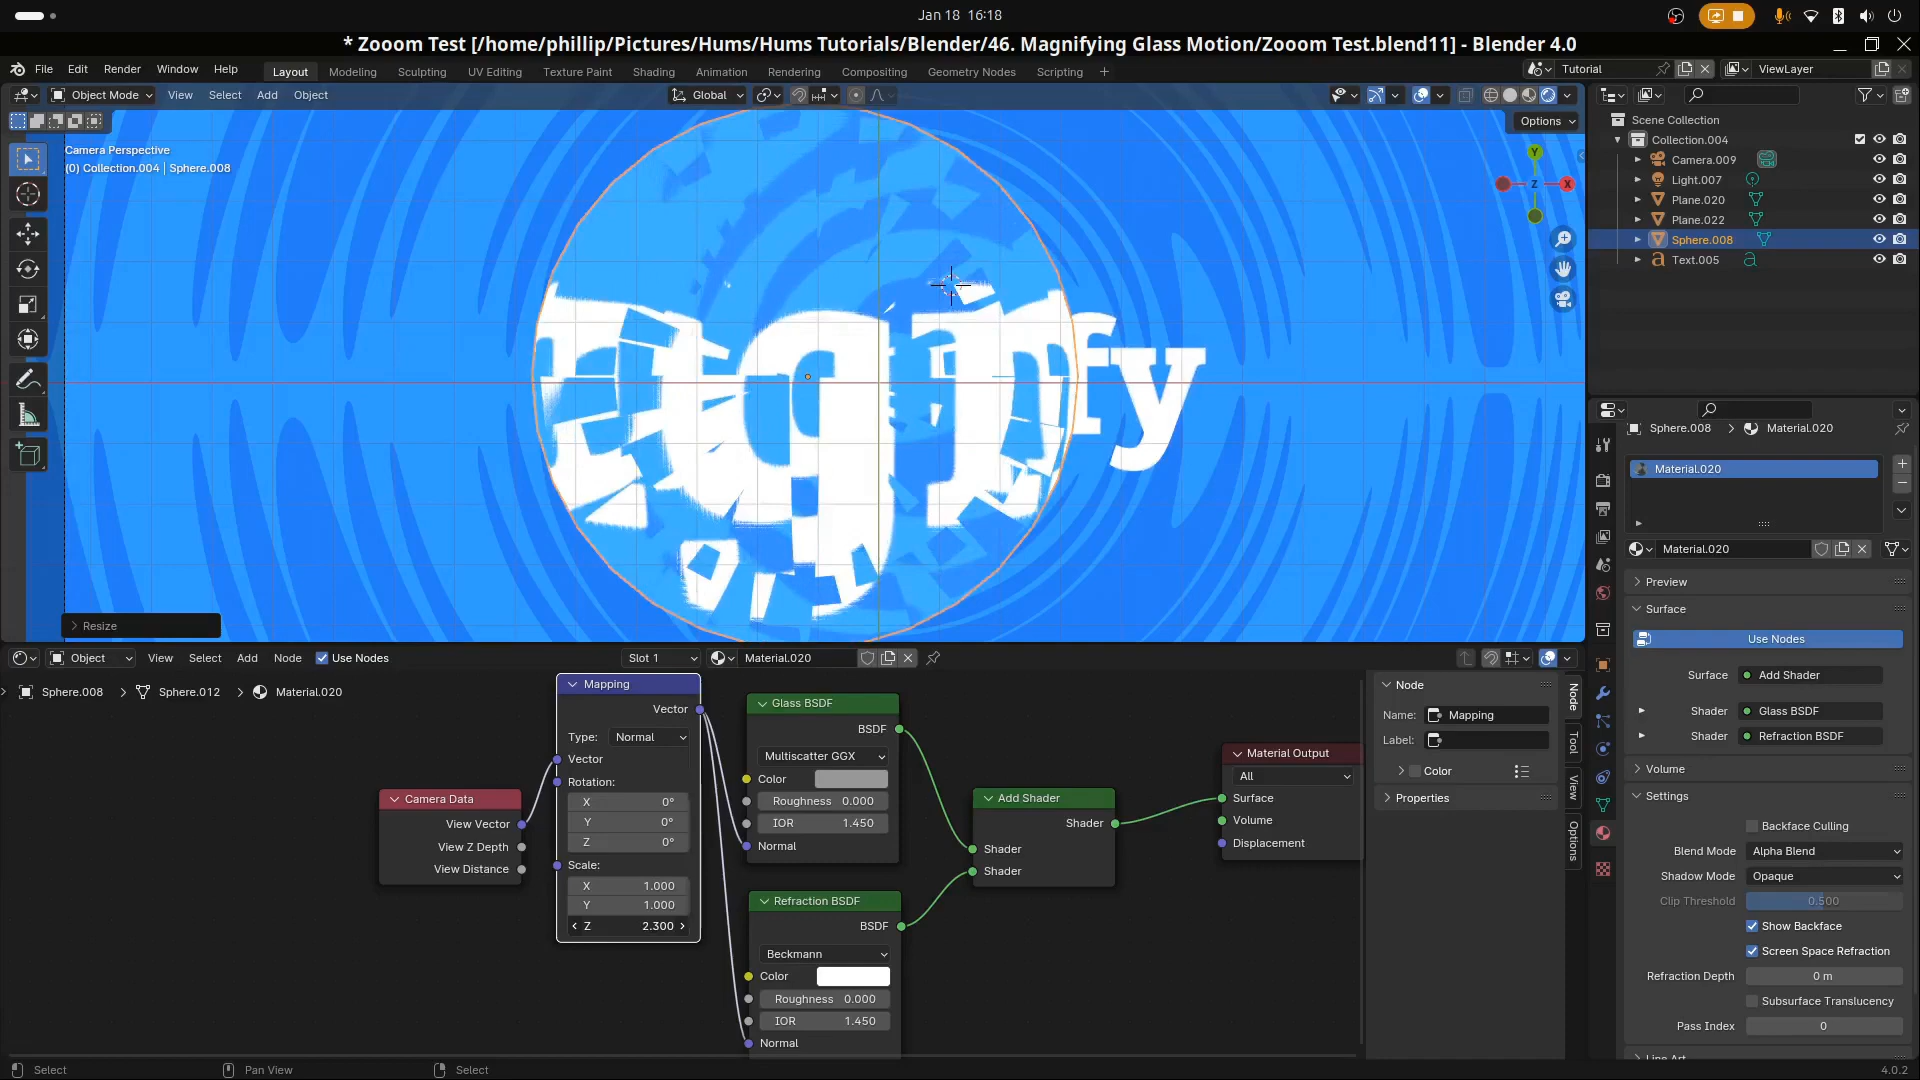 Jan 18 16:18
* Zooom Test [/home/phillip/Pictures/Hums/Hums Tutorials/Blender/46. Magnifying Glass Motion/Zooom Test.blend11] - Blender 4.0
File Edit Render Window Help Layout Modeling Sculpting UV Editing Texture Paint Shading Animation Rendering Compositing Geometry Nodes Scripting + Tutorial ViewLayer
Object Mode View Select Add Object Global
Options
Camera Perspective
(0) Collection.004 | Sphere.008
Y
Z X
fy
Resize
Scene Collection
Collection.004
Camera.009
Light.007
Plane.020
Plane.022
Sphere.008
Text.005
Object View Select Add Node Use Nodes Slot 1 Material.020
Sphere.008 > Sphere.012 > Material.020
Camera Data
View Vector
View Z Depth
View Distance
Mapping
Vector
Type: Normal
Vector
Rotation:
X 0°
Y 0°
Z 0°
Scale:
X 1.000
Y 1.000
Z 2.300
Glass BSDF
BSDF
Multiscatter GGX
Color
Roughness 0.000
IOR 1.450
Normal
Refraction BSDF
BSDF
Beckmann
Color
Roughness 0.000
IOR 1.450
Normal
Add Shader
Shader
Shader
Shader
Material Output
All
Surface
Volume
Displacement
Node
Name: Mapping
Label:
Color
Properties
Node
Tool
View
Options
Sphere.008 > Material.020
Material.020
Material.020
Preview
Surface
Use Nodes
Surface Add Shader
Shader Glass BSDF
Shader Refraction BSDF
Volume
Settings
Backface Culling
Blend Mode Alpha Blend
Shadow Mode Opaque
Clip Threshold 0.500
Show Backface
Screen Space Refraction
Refraction Depth 0 m
Subsurface Translucency
Pass Index 0
Line Art
Select Pan View Select 4.0.2